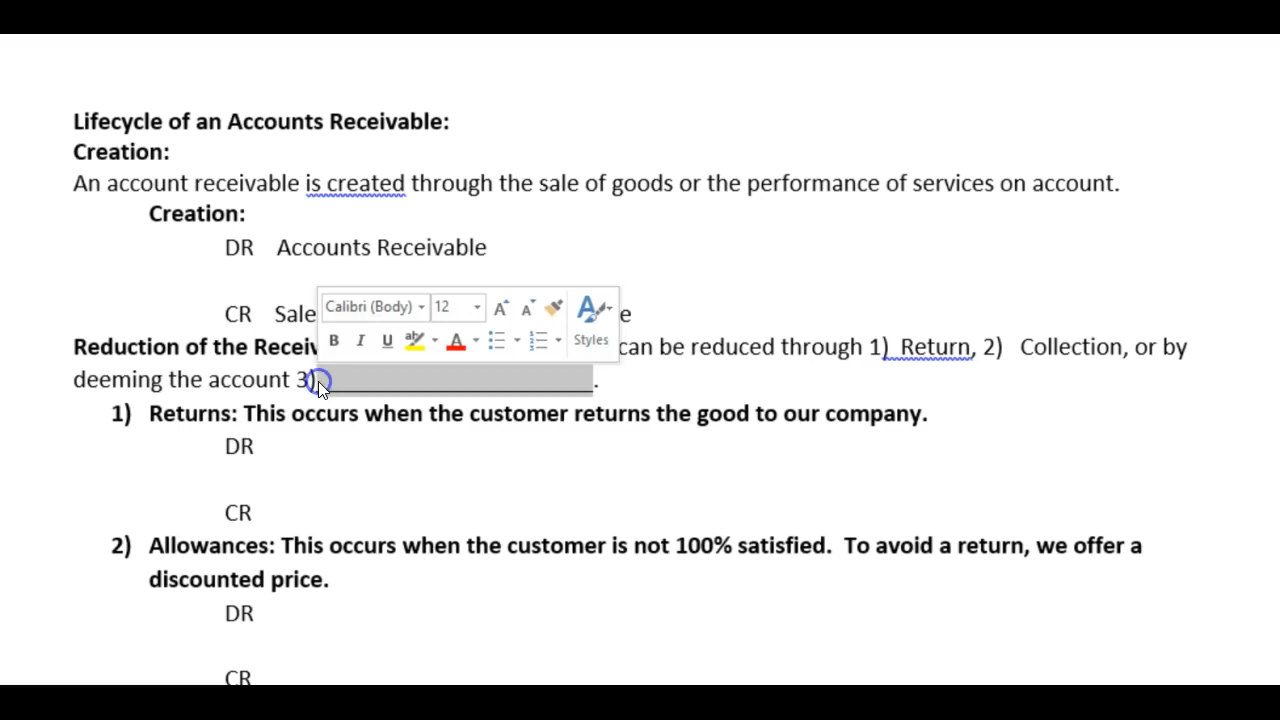 Lifecycle of an Accounts Receivable:
Creation:
An account receivable is created through the sale of goods or the performance of services on account.
Creation:
DR Accounts Receivable
Calibri (Body) 12
CR Sale e
B I U aby A Styles
Reduction of the Receiv can be reduced through 1) Return, 2) Collection, or by
deeming the account 3) ______________________.
1) Returns: This occurs when the customer returns the good to our company.
DR
CR
2) Allowances: This occurs when the customer is not 100% satisfied. To avoid a return, we offer a
discounted price.
DR
CR